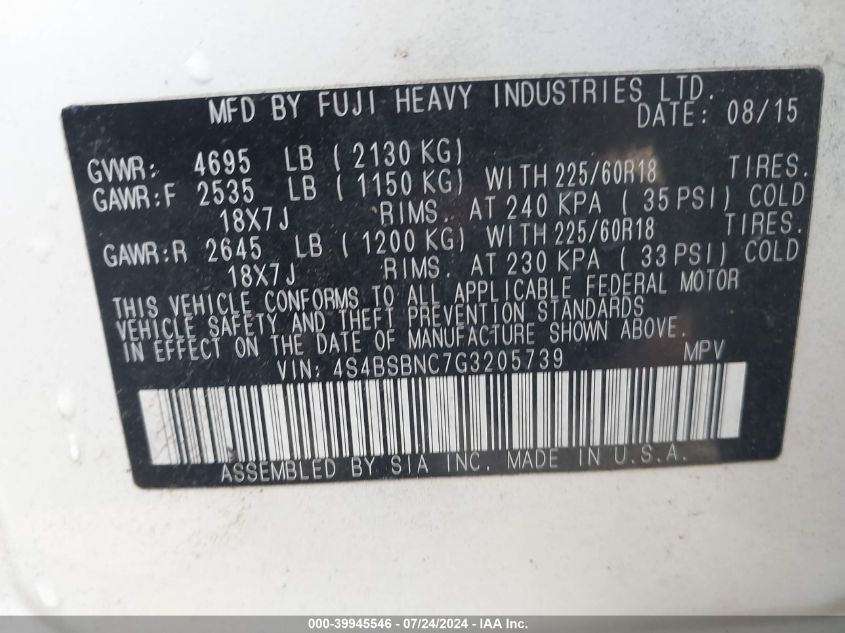 MFD BY FUJI HEAVY INDUSTRIES LTD.
DATE: 08/15
GVWR: 4695 LB ( 2130 KG)
GAWR:F 2535 LB ( 1150 KG) WITH 225/60R18 TIRES.
18X7J RIMS. AT 240 KPA ( 35 PSI) COLD
GAWR:R 2645 LB ( 1200 KG) WITH 225/60R18 TIRES.
18X7J RIMS. AT 230 KPA ( 33 PSI) COLD
THIS VEHICLE CONFORMS TO ALL APPLICABLE FEDERAL MOTOR
VEHICLE SAFETY AND THEFT PREVENTION STANDARDS
IN EFFECT ON THE DATE OF MANUFACTURE SHOWN ABOVE.
VIN: 4S4BSBNC7G3205739 MPV
ASSEMBLED BY SIA INC. MADE IN U.S.A.
000-39945546 - 07/24/2024 - IAA Inc.